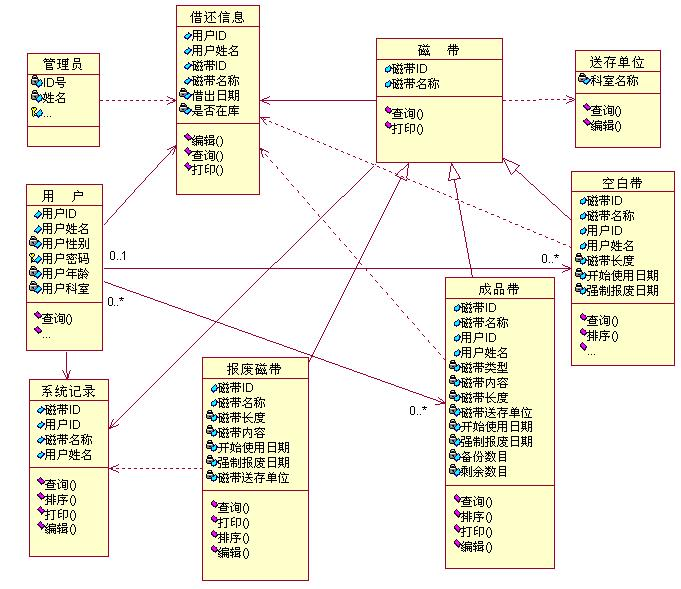 管理员
ID号
姓名
...
借还信息
用户ID
用户姓名
磁带ID
磁带名称
借出日期
是否在库
编辑()
查询()
打印()
磁 带
磁带ID
磁带名称
查询()
打印()
送存单位
科室名称
查询()
编辑()
用 户
用户ID
用户姓名
用户性别
用户密码
用户年龄
用户科室
查询()
...
0..1
0..*
0..*
0..*
空白带
磁带ID
磁带名称
用户ID
用户姓名
磁带长度
开始使用日期
强制报废日期
查询()
排序()
...
系统记录
磁带ID
用户ID
磁带名称
用户姓名
查询()
排序()
打印()
编辑()
报废磁带
磁带ID
磁带名称
磁带长度
磁带内容
开始使用日期
强制报废日期
磁带送存单位
查询()
打印()
排序()
编辑()
成品带
磁带ID
磁带名称
用户ID
用户姓名
磁带类型
磁带内容
磁带长度
磁带送存单位
开始使用日期
强制报废日期
备份数目
剩余数目
查询()
排序()
打印()
编辑()